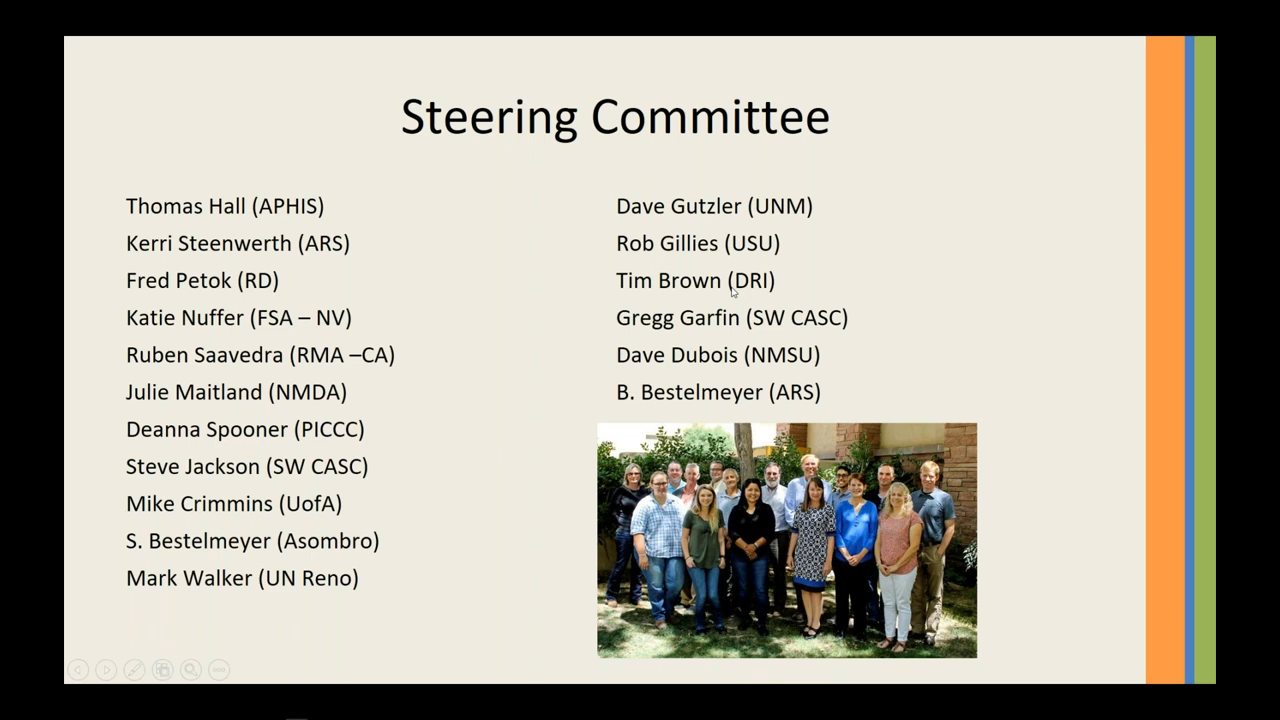 Steering Committee
Thomas Hall (APHIS)
Kerri Steenwerth (ARS)
Fred Petok (RD)
Katie Nuffer (FSA – NV)
Ruben Saavedra (RMA –CA)
Julie Maitland (NMDA)
Deanna Spooner (PICCC)
Steve Jackson (SW CASC)
Mike Crimmins (UofA)
S. Bestelmeyer (Asombro)
Mark Walker (UN Reno)
Dave Gutzler (UNM)
Rob Gillies (USU)
Tim Brown (DRI)
Gregg Garfin (SW CASC)
Dave Dubois (NMSU)
B. Bestelmeyer (ARS)